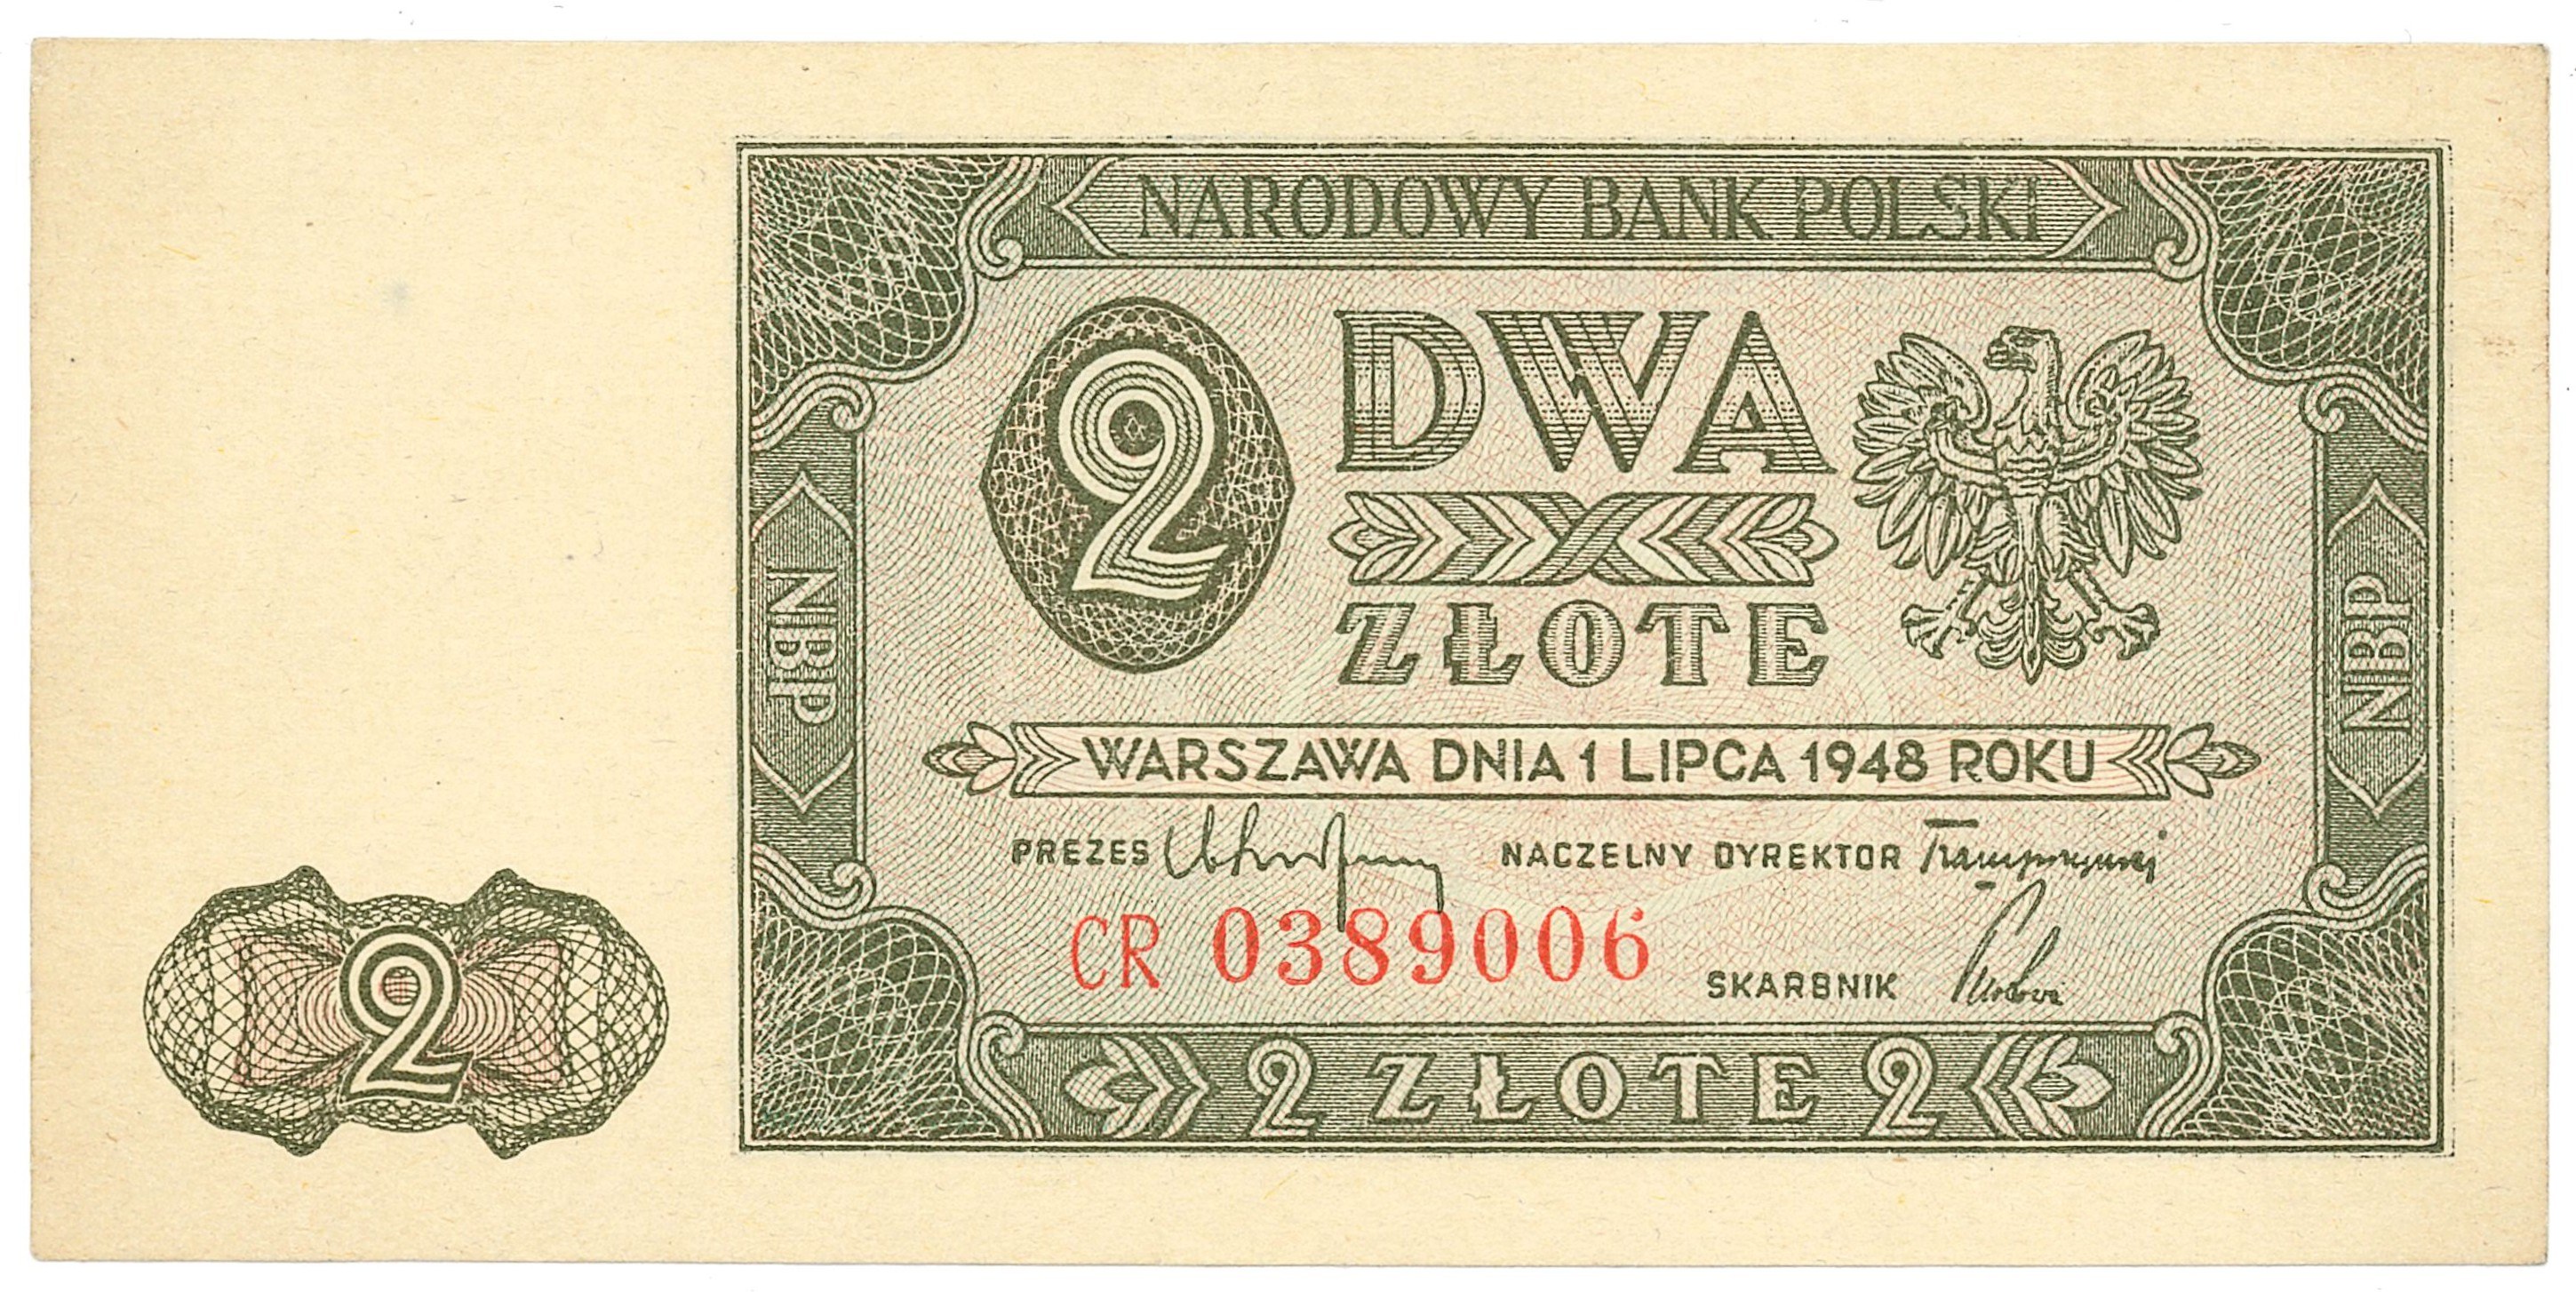 NARODOWY BANK POLSKI
2 DWA
ZŁOTE
NBP
NBP
WARSZAWA DNIA 1 LIPCA 1948 ROKU
PREZES NACZELNY DYREKTOR
CR 0389006
SKARBNIK
2
2 ZŁOTE 2